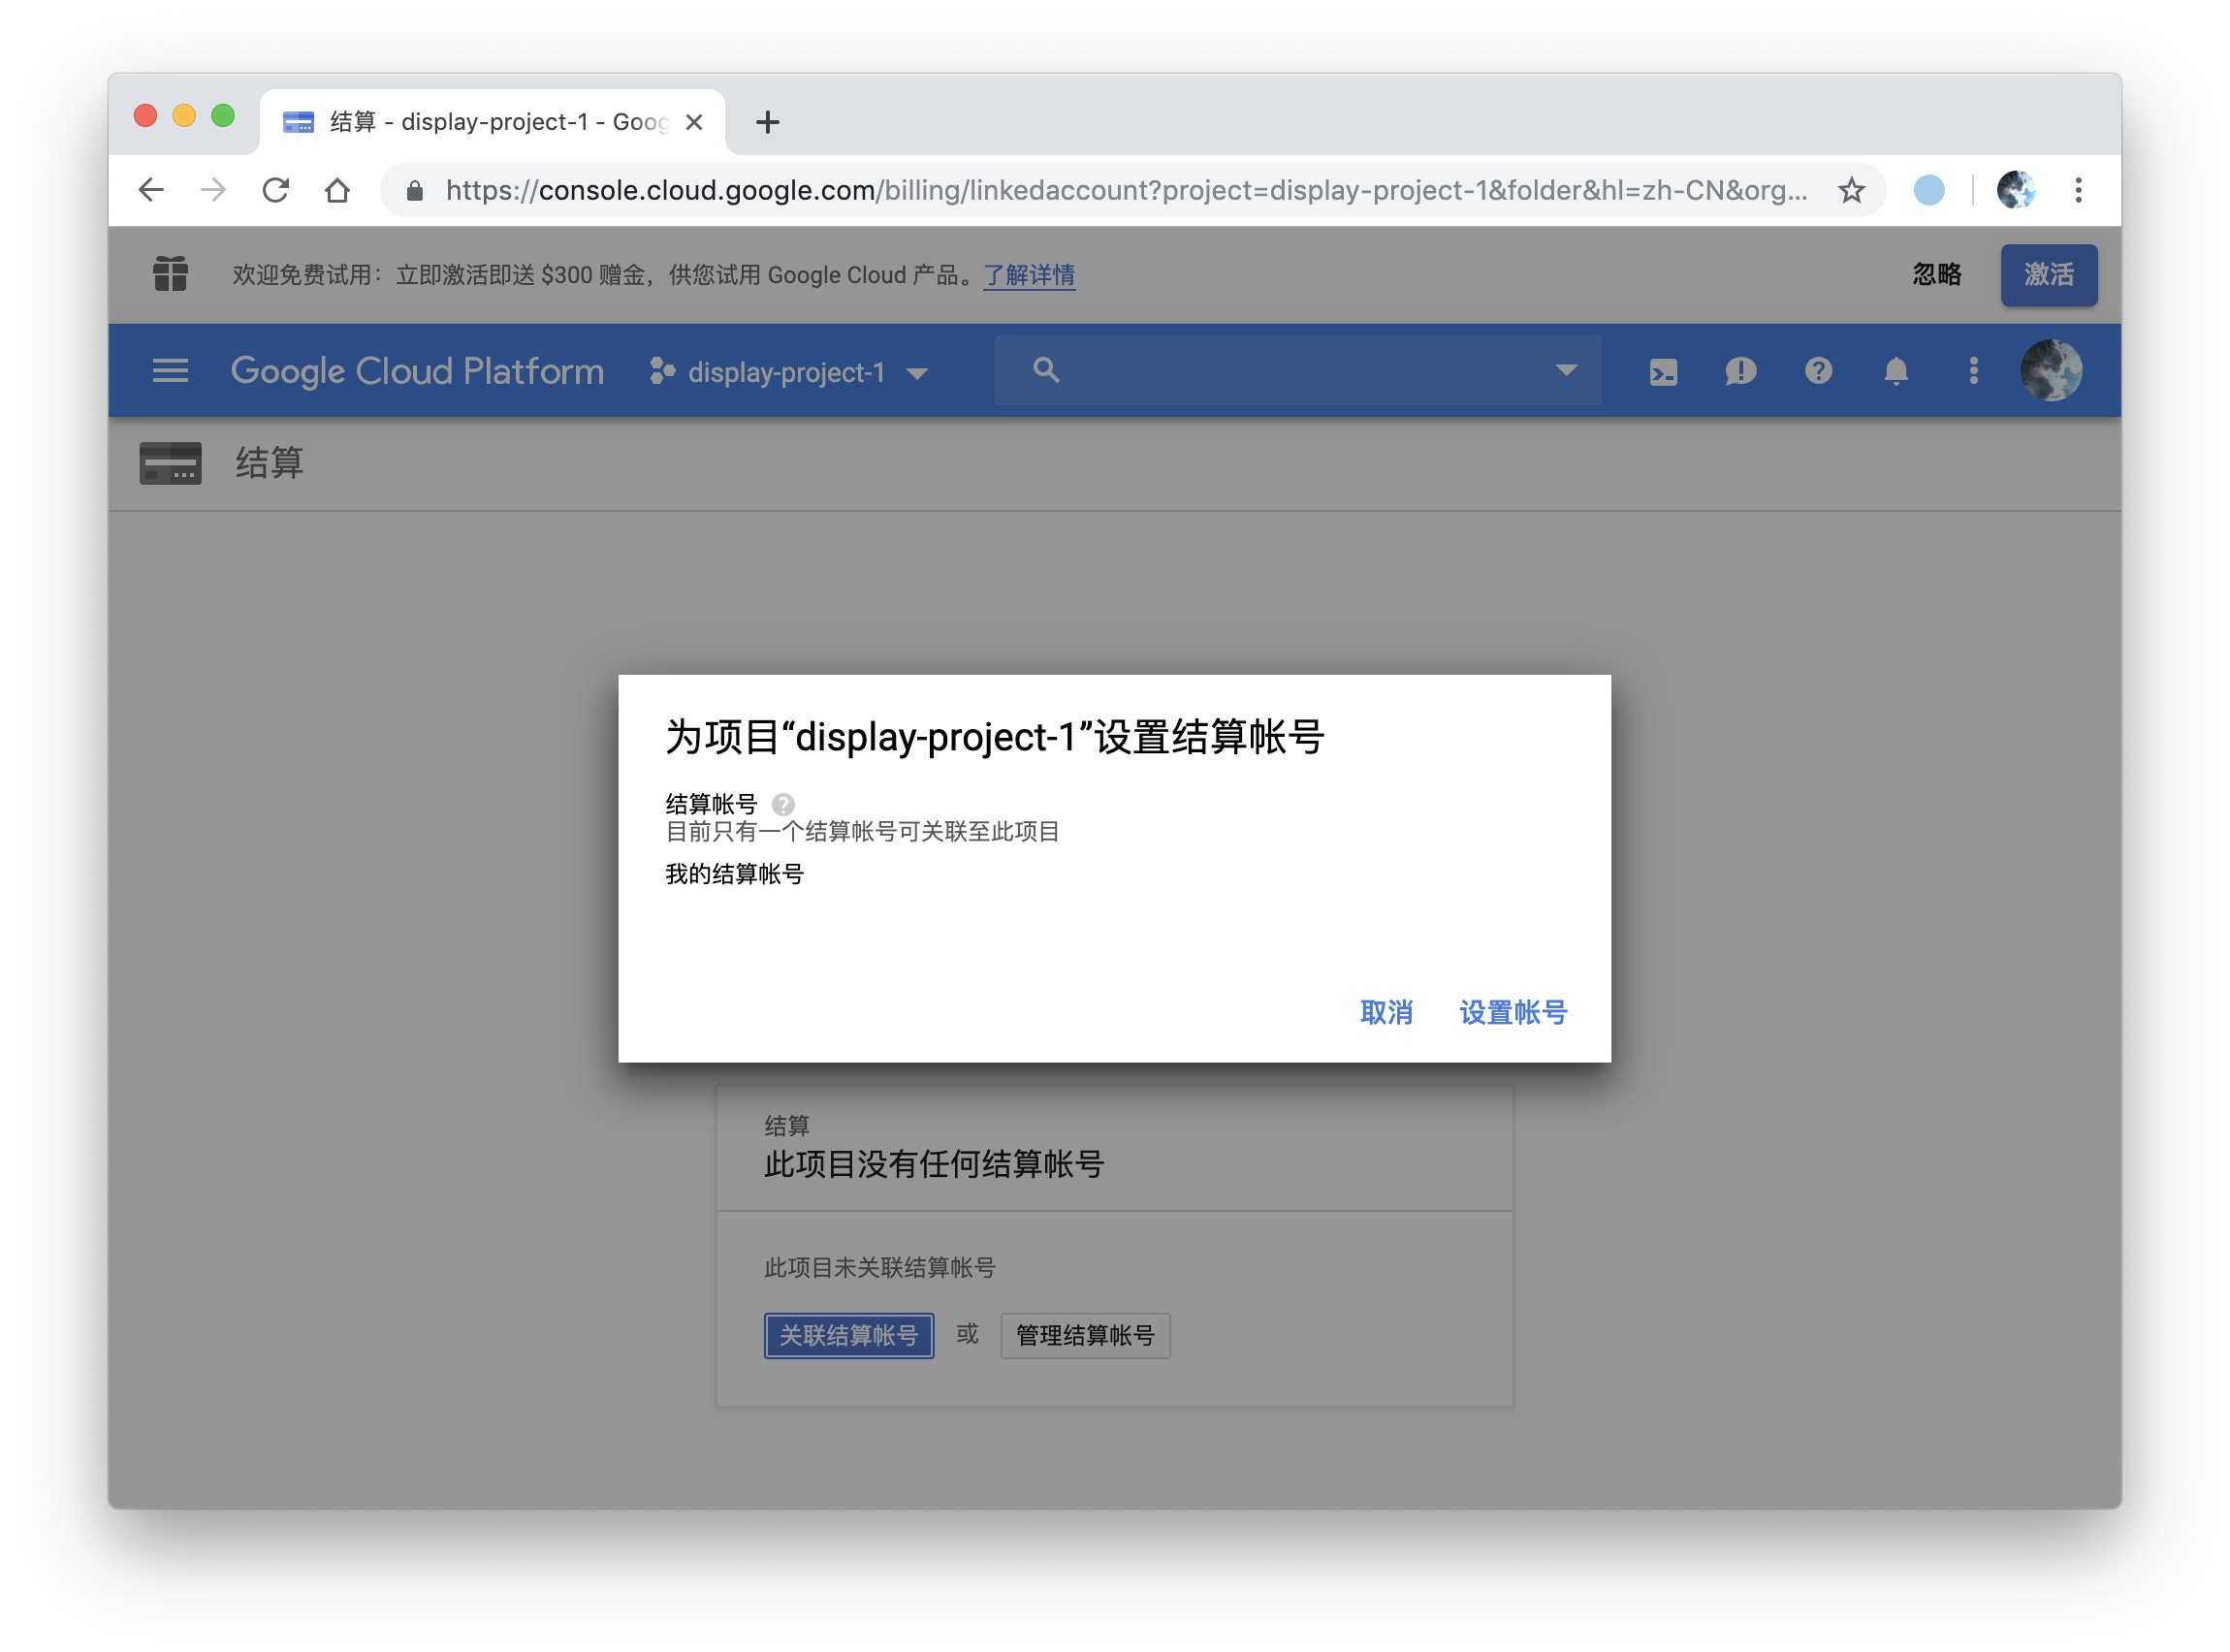 结算 - display-project-1 - Goog
https://console.cloud.google.com/billing/linkedaccount?project=display-project-1&folder&hl=zh-CN&org...
欢迎免费试用：立即激活即送 $300 赠金，供您试用 Google Cloud 产品。了解详情
忽略
激活
Google Cloud Platform
display-project-1
结算
为项目“display-project-1”设置结算帐号
结算帐号
目前只有一个结算帐号可关联至此项目
我的结算帐号
取消
设置帐号
结算
此项目没有任何结算帐号
此项目未关联结算帐号
关联结算帐号 或 管理结算帐号